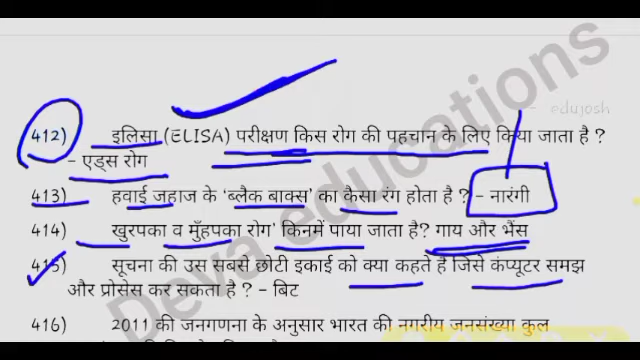 edujosh
412) इलिसा (ELISA) परीक्षण किस रोग की पहचान के लिए किया जाता है ?
- एड्स रोग
413) हवाई जहाज के 'ब्लैक बाक्स' का कैसा रंग होता है ? - नारंगी
414) खुरपका व मुँहपका रोग' किनमें पाया जाता है? गाय और भैंस
415) सूचना की उस सबसे छोटी इकाई को क्या कहते है जिसे कंप्यूटर समझ
और प्रोसेस कर सकता है ? - बिट
416) 2011 की जनगणना के अनुसार भारत की नगरीय जनसंख्या कुल
Deva educations